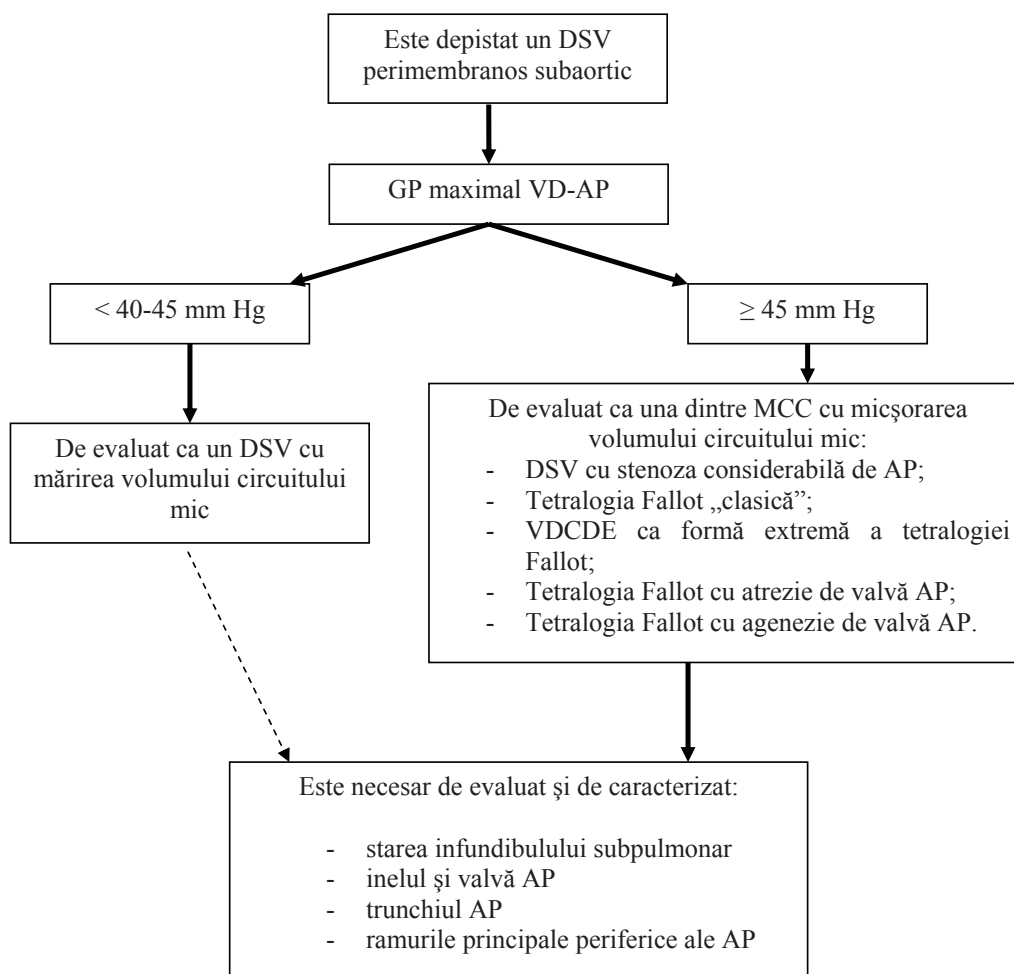 Este depistat un DSV
perimembranos subaortic
GP maximal VD-AP
< 40-45 mm Hg
≥ 45 mm Hg
De evaluat ca un DSV cu
mărirea volumului circuitului
mic
De evaluat ca una dintre MCC cu micşorarea
volumului circuitului mic:
- DSV cu stenoza considerabilă de AP;
- Tetralogia Fallot „clasică”;
- VDCDE ca formă extremă a tetralogiei
Fallot;
- Tetralogia Fallot cu atrezie de valvă AP;
- Tetralogia Fallot cu agenezie de valvă AP.
Este necesar de evaluat şi de caracterizat:
- starea infundibulului subpulmonar
- inelul şi valvă AP
- trunchiul AP
- ramurile principale periferice ale AP